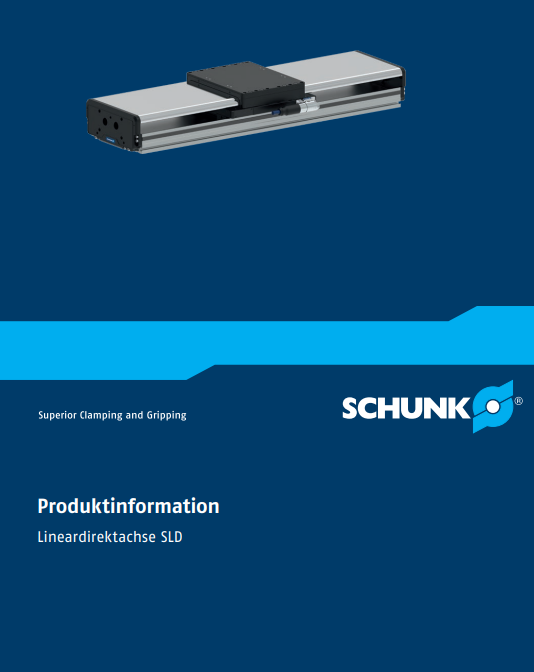 Superior Clamping and Gripping
SCHUNK®
Produktinformation
Lineardirektachse SLD